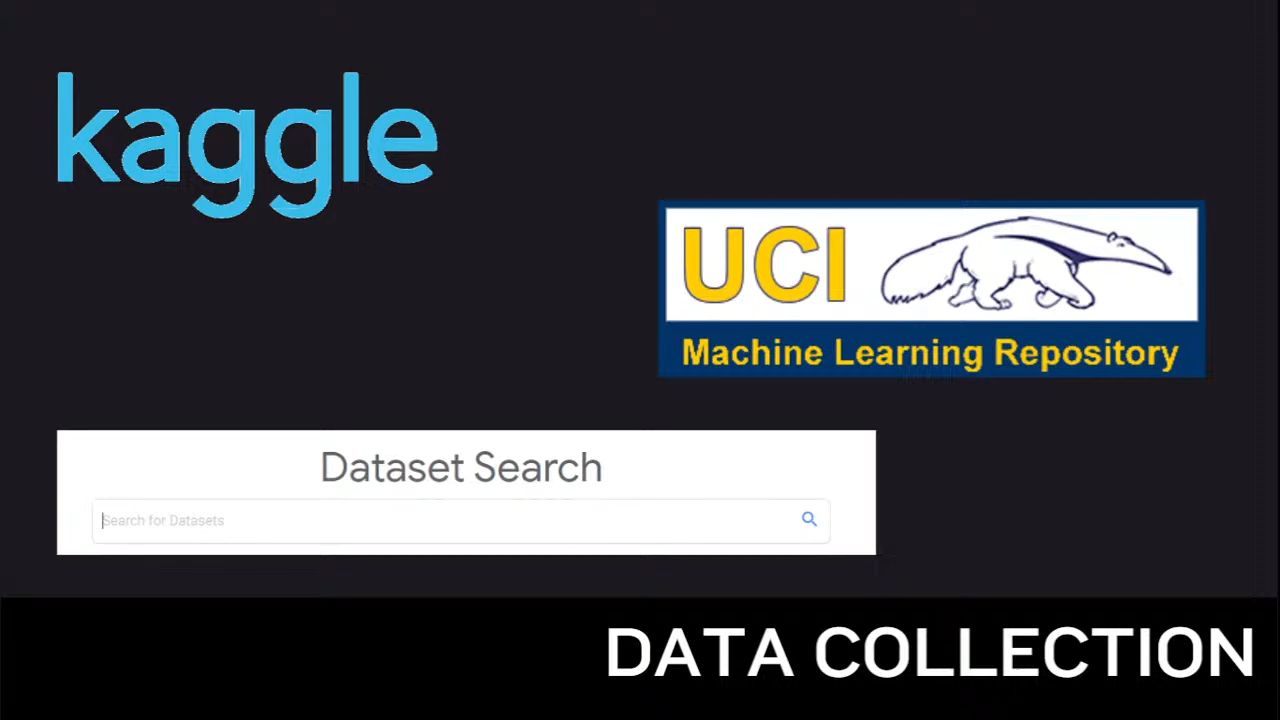 kaggle
UCI
Machine Learning Repository
Dataset Search
Search for Datasets
DATA COLLECTION